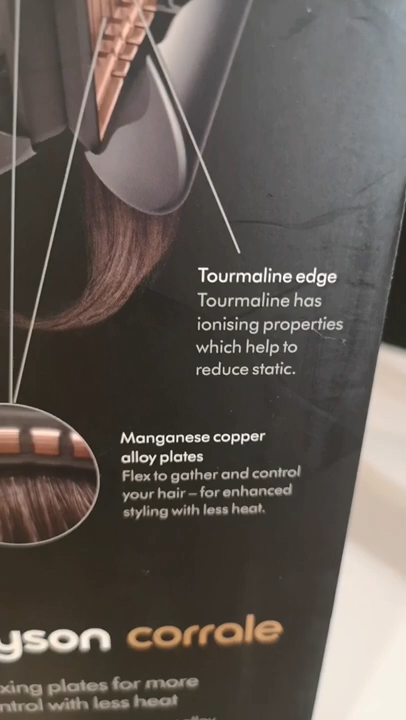 Tourmaline edge
Tourmaline has
ionising properties
which help to
reduce static.
Manganese copper
alloy plates
Flex to gather and control
your hair – for enhanced
styling with less heat.
yson corrale
xing plates for more
ntrol with less heat